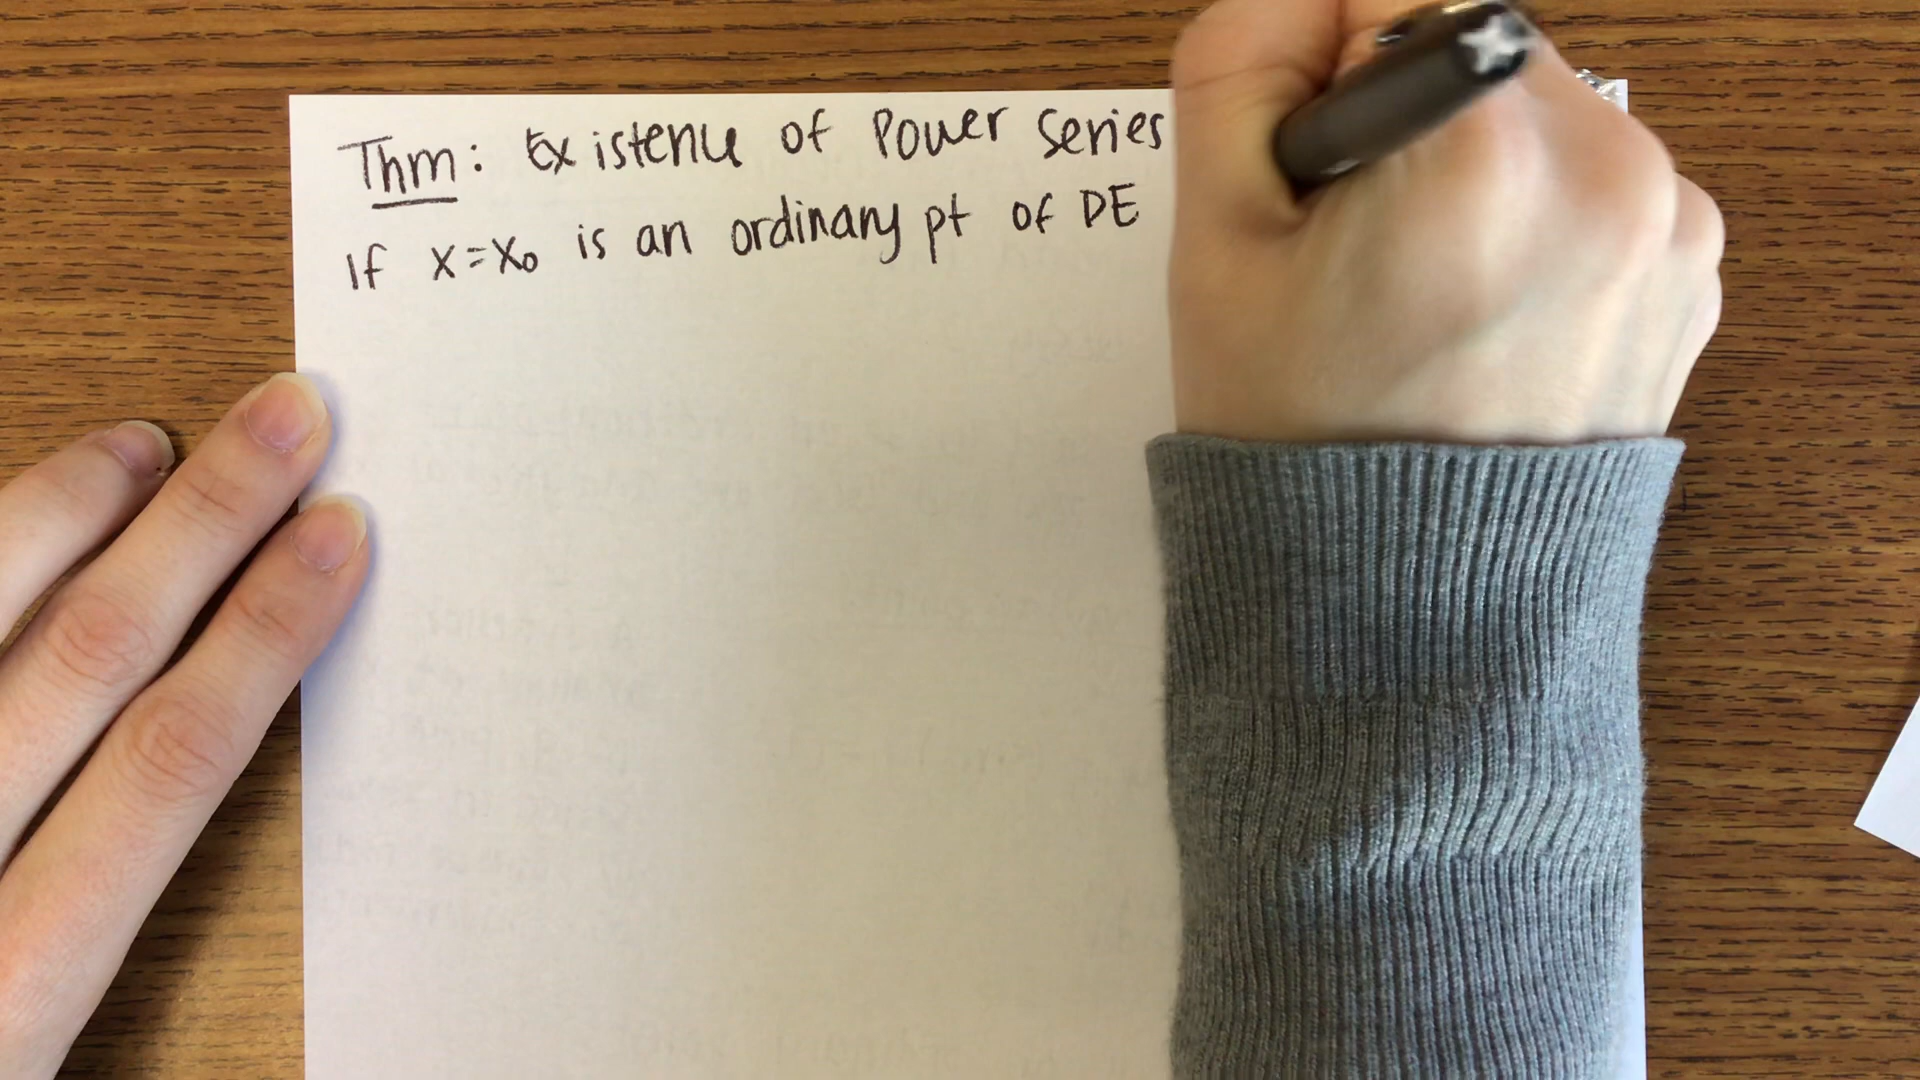 Thm: Existence of Power Series
If x=x₀ is an ordinary pt of DE